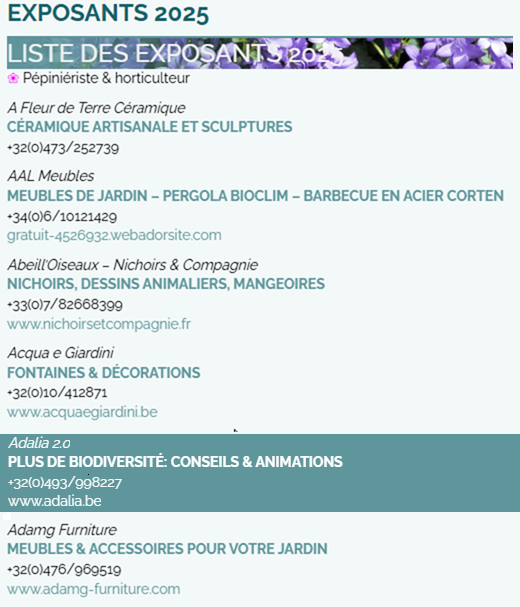 EXPOSANTS 2025
LISTE DES EXPOSANTS 2025
Pépiniériste & horticulteur
A Fleur de Terre Céramique
CÉRAMIQUE ARTISANALE ET SCULPTURES
+32(0)473/252739
AAL Meubles
MEUBLES DE JARDIN – PERGOLA BIOCLIM – BARBECUE EN ACIER CORTEN
+34(0)6/10121429
gratuit-4526932.webadorsite.com
Abeill'Oiseaux – Nichoirs & Compagnie
NICHOIRS, DESSINS ANIMALIERS, MANGEOIRES
+33(0)7/82668399
www.nichoirsetcompagnie.fr
Acqua e Giardini
FONTAINES & DÉCORATIONS
+32(0)10/412871
www.acquaegiardini.be
Adalia 2.0
PLUS DE BIODIVERSITÉ: CONSEILS & ANIMATIONS
+32(0)493/998227
www.adalia.be
Adamg Furniture
MEUBLES & ACCESSOIRES POUR VOTRE JARDIN
+32(0)476/969519
www.adamg-furniture.com